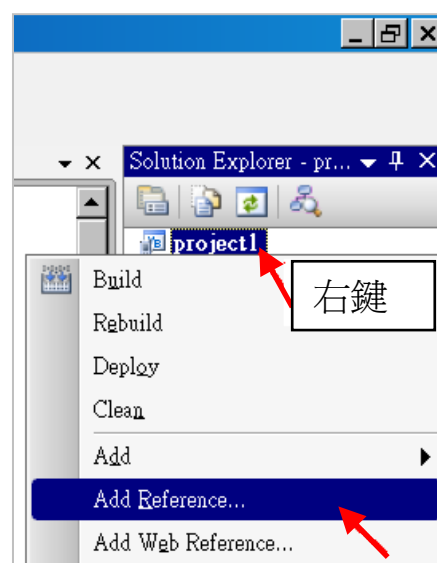 Solution Explorer - pr...
project1
右鍵
Build
Rebuild
Deploy
Clean
Add
Add Reference...
Add Web Reference...